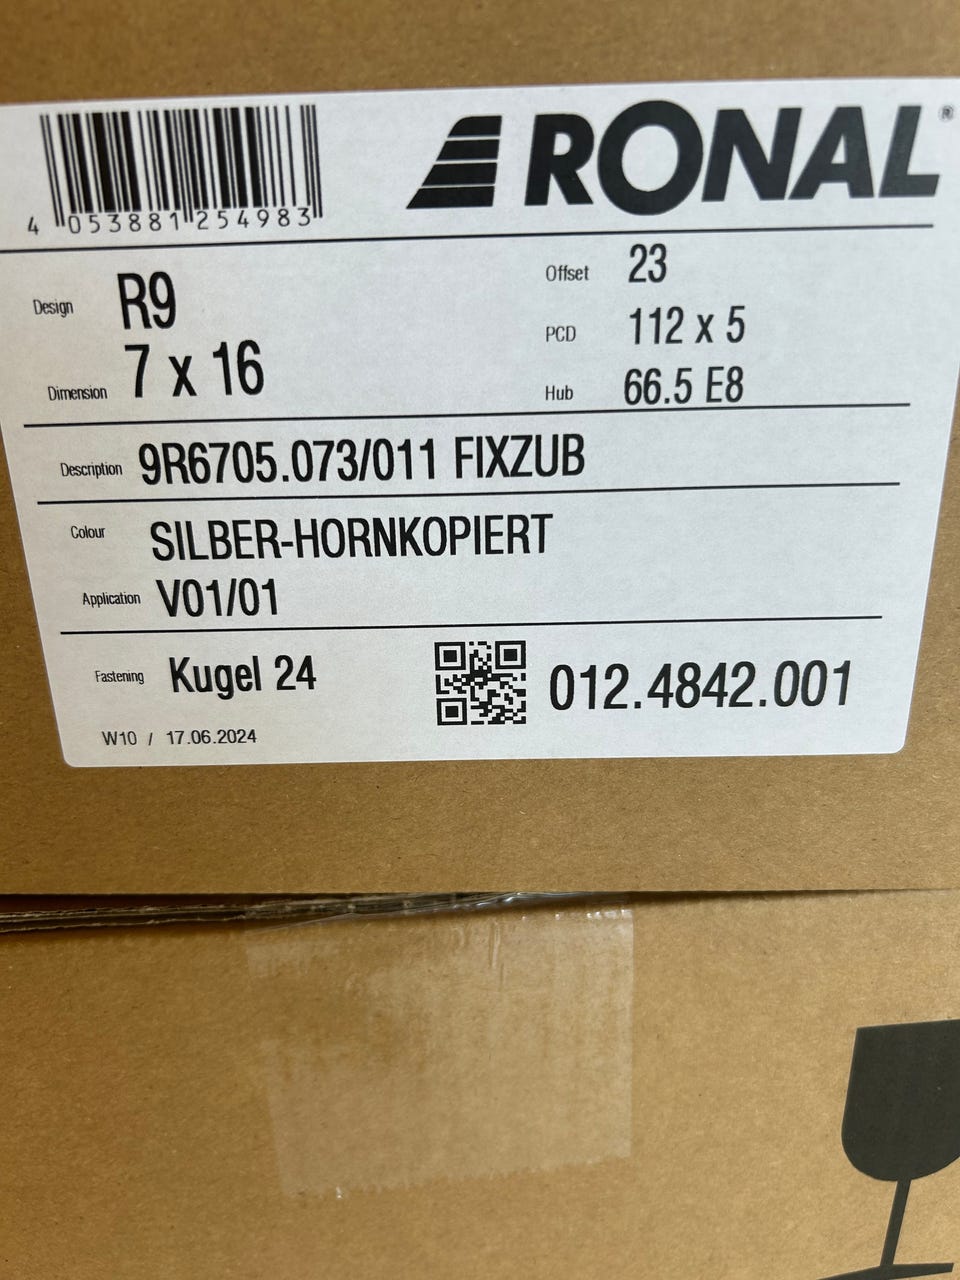 RONAL®
4 053881 254983
Design R9
Dimension 7 x 16
Offset 23
PCD 112 x 5
Hub 66.5 E8
Description 9R6705.073/011 FIXZUB
Colour SILBER-HORNKOPIERT
Application V01/01
Fastening Kugel 24
012.4842.001
W10 / 17.06.2024